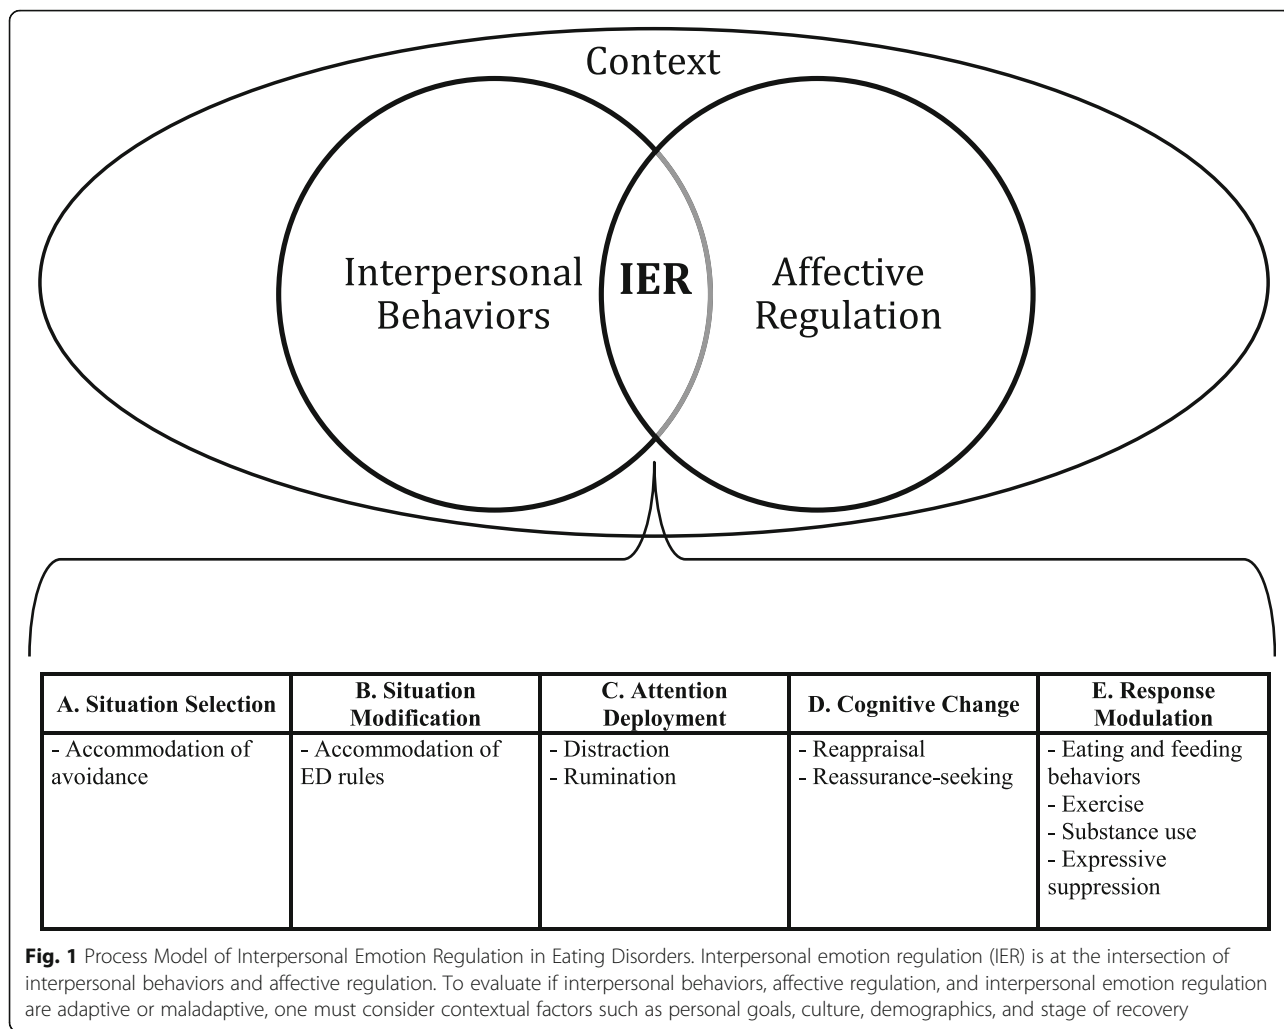 Context
Interpersonal
Behaviors
IER
Affective
Regulation
A. Situation Selection
B. Situation
Modification
C. Attention
Deployment
D. Cognitive Change
E. Response
Modulation
- Accommodation of
avoidance
- Accommodation of
ED rules
- Distraction
- Rumination
- Reappraisal
- Reassurance-seeking
- Eating and feeding
behaviors
- Exercise
- Substance use
- Expressive
suppression
Fig. 1 Process Model of Interpersonal Emotion Regulation in Eating Disorders. Interpersonal emotion regulation (IER) is at the intersection of
interpersonal behaviors and affective regulation. To evaluate if interpersonal behaviors, affective regulation, and interpersonal emotion regulation
are adaptive or maladaptive, one must consider contextual factors such as personal goals, culture, demographics, and stage of recovery